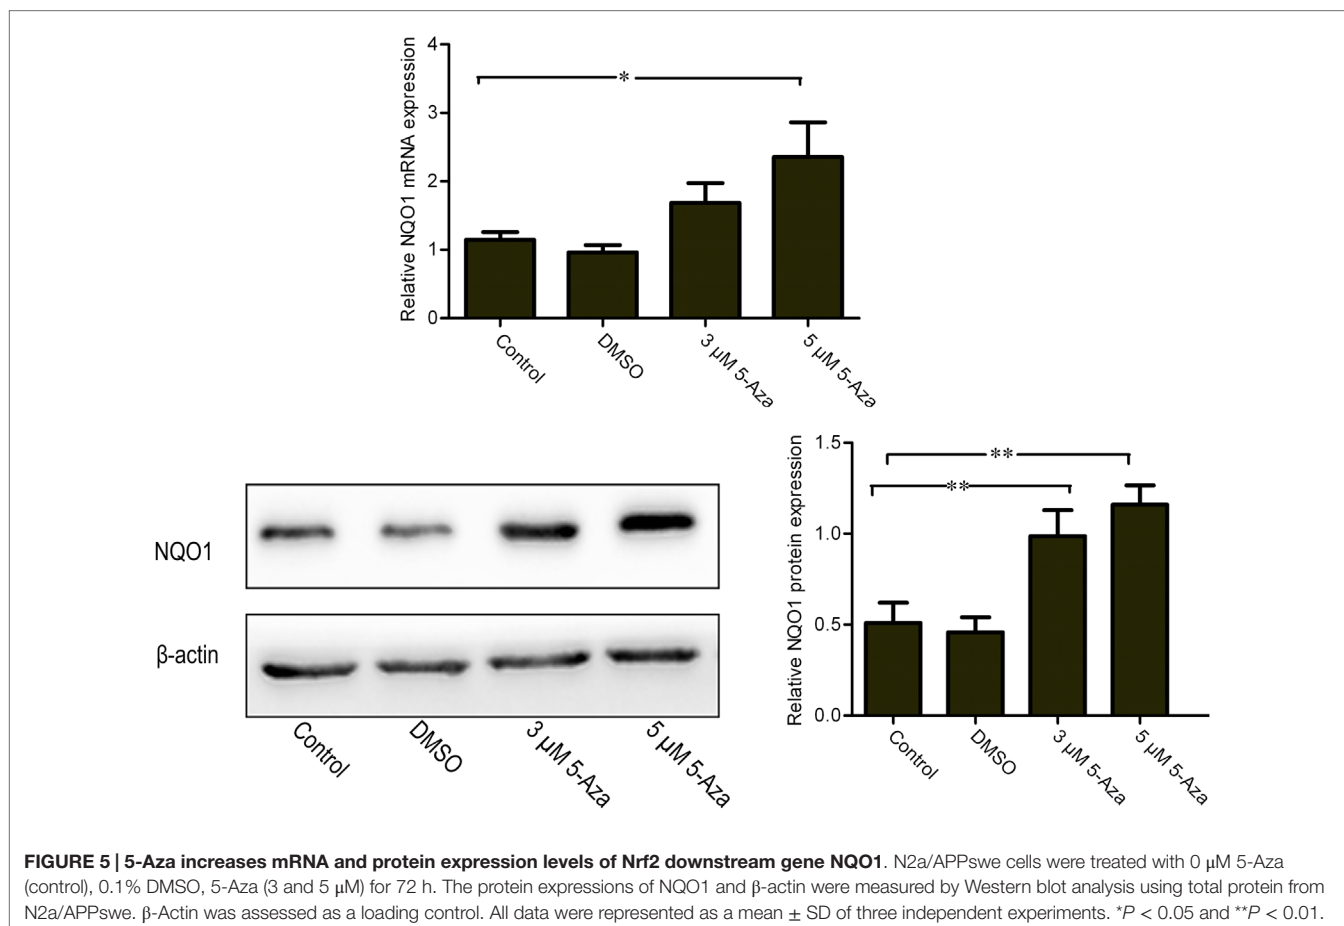 Relative NQO1 mRNA expression
4
3
2
1
0
*
Control
DMSO
3 µM 5-Aza
5 µM 5-Aza
NQO1
β-actin
Control
DMSO
3 µM 5-Aza
5 µM 5-Aza
Relative NQO1 protein expression
1.5
1.0
0.5
0.0
**
**
Control
DMSO
3 µM 5-Aza
5 µM 5-Aza
FIGURE 5 | 5-Aza increases mRNA and protein expression levels of Nrf2 downstream gene NQO1. N2a/APPswe cells were treated with 0 µM 5-Aza
(control), 0.1% DMSO, 5-Aza (3 and 5 µM) for 72 h. The protein expressions of NQO1 and β-actin were measured by Western blot analysis using total protein from
N2a/APPswe. β-Actin was assessed as a loading control. All data were represented as a mean ± SD of three independent experiments. *P < 0.05 and **P < 0.01.